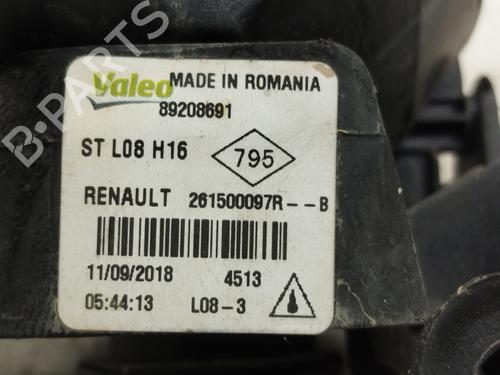 Valeo MADE IN ROMANIA
89208691
ST L08 H16 795
RENAULT 261500097R--B
11/09/2018 4513
05:44:13 L08-3
B-PARTS